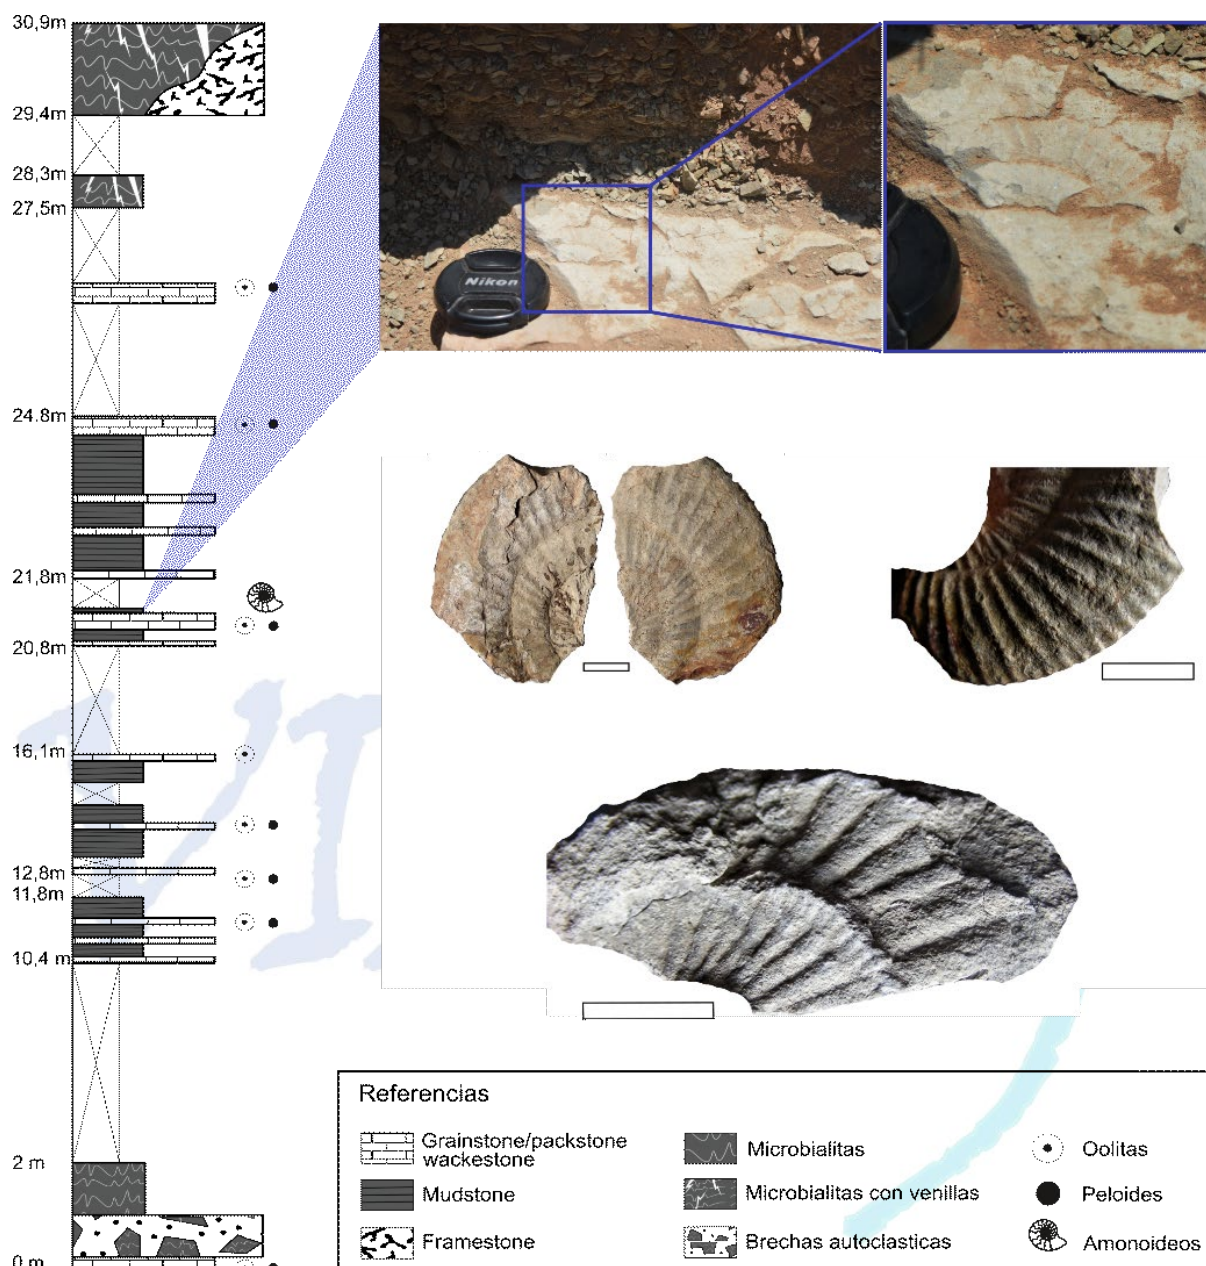 30,9m
29,4m
28,3m
27,5m
24.8m
21,8m
20,8m
16,1m
12,8m
11,8m
10,4 m
2 m
0 m
Nikon
Referencias
Grainstone/packstone
wackestone
Mudstone
Framestone
Microbialitas
Microbialitas con venillas
Brechas autoclasticas
Oolitas
Peloides
Amonoideos